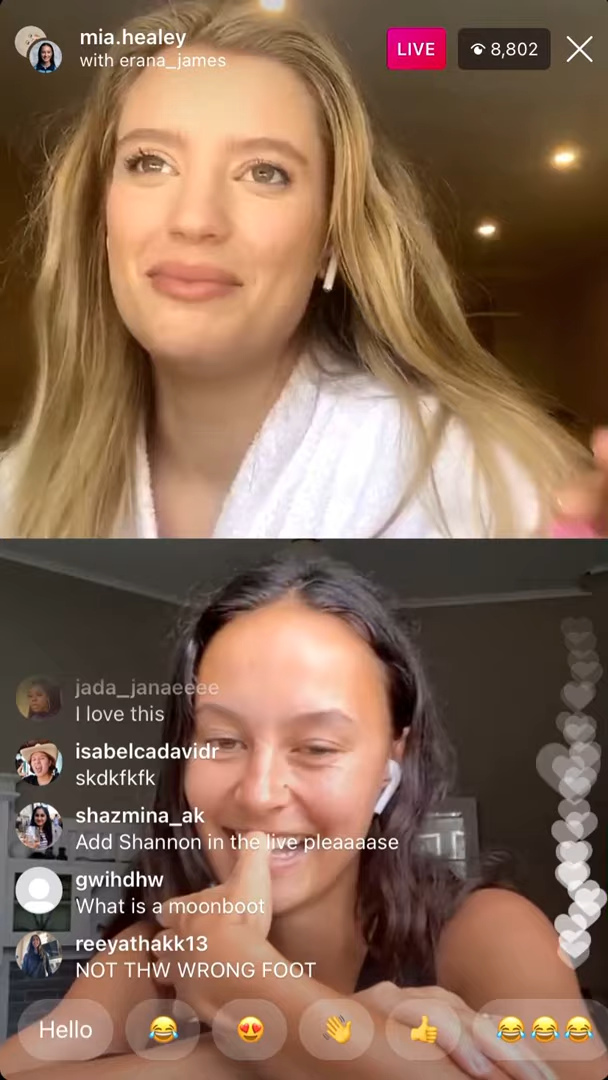 mia.healey
with erana_james
LIVE
8,802
jada_janaeeee
I love this
isabelcadavidr
skdkfkfk
shazmina_ak
Add Shannon in the live pleaaaase
gwihdhw
What is a moonboot
reeyathakk13
NOT THW WRONG FOOT
Hello